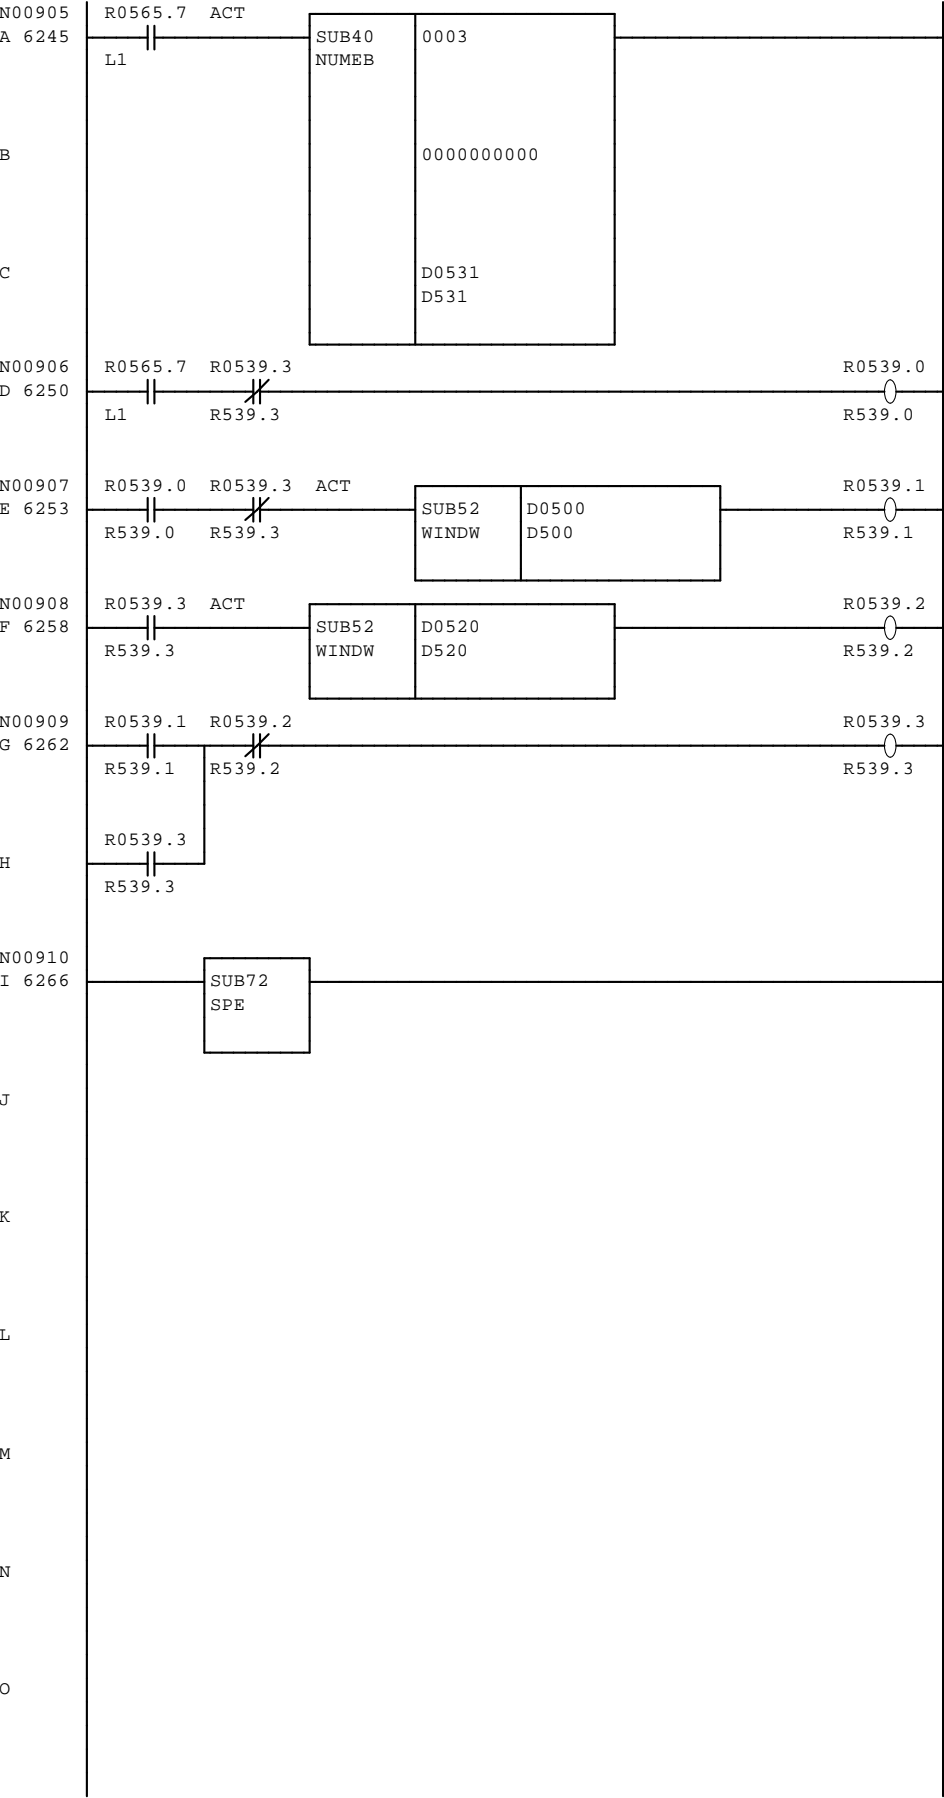 N00905 R0565.7 ACT
A 6245 SUB40 0003
L1 NUMEB
B 0000000000
C D0531
D531
N00906 R0565.7 R0539.3 R0539.0
D 6250
L1 R539.3 R539.0
N00907 R0539.0 R0539.3 ACT R0539.1
E 6253 SUB52 D0500
R539.0 R539.3 WINDW D500 R539.1
N00908 R0539.3 ACT R0539.2
F 6258 SUB52 D0520
R539.3 WINDW D520 R539.2
N00909 R0539.1 R0539.2 R0539.3
G 6262
R539.1 R539.2 R539.3
R0539.3
H
R539.3
N00910
I 6266 SUB72
SPE
J
K
L
M
N
O